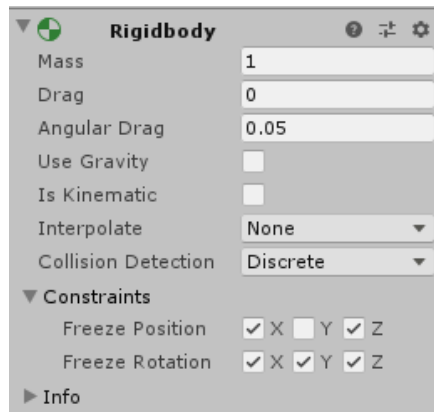 Rigidbody
Mass 1
Drag 0
Angular Drag 0.05
Use Gravity
Is Kinematic
Interpolate None
Collision Detection Discrete
Constraints
Freeze Position X Y Z
Freeze Rotation X Y Z
Info